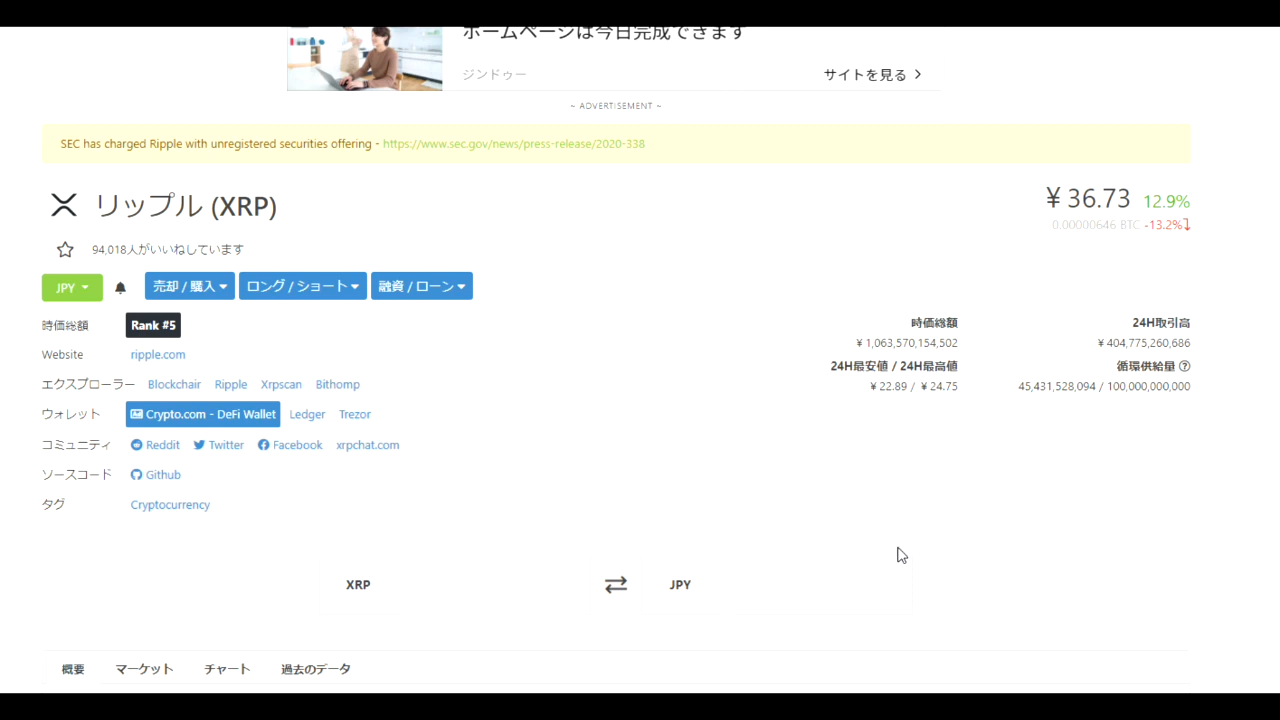 ホームページは今日完成できます
ジンドゥー
サイトを見る
~ ADVERTISEMENT ~
SEC has charged Ripple with unregistered securities offering - https://www.sec.gov/news/press-release/2020-338
リップル (XRP)
¥ 36.73 12.9%
0.00000646 BTC -13.2%
94,018人がいいねしています
JPY 売却 / 購入 ロング / ショート 融資 / ローン
時価総額 Rank #5
Website ripple.com
エクスプローラー Blockchair Ripple Xrpscan Bithomp
ウォレット Crypto.com - DeFi Wallet Ledger Trezor
コミュニティ Reddit Twitter Facebook xrpchat.com
ソースコード Github
タグ Cryptocurrency
時価総額 24H取引高
¥ 1,063,570,154,502 ¥ 404,775,260,686
24H最安値 / 24H最高値 循環供給量
¥ 22.89 / ¥ 24.75 45,431,528,094 / 100,000,000,000
XRP JPY
概要 マーケット チャート 過去のデータ